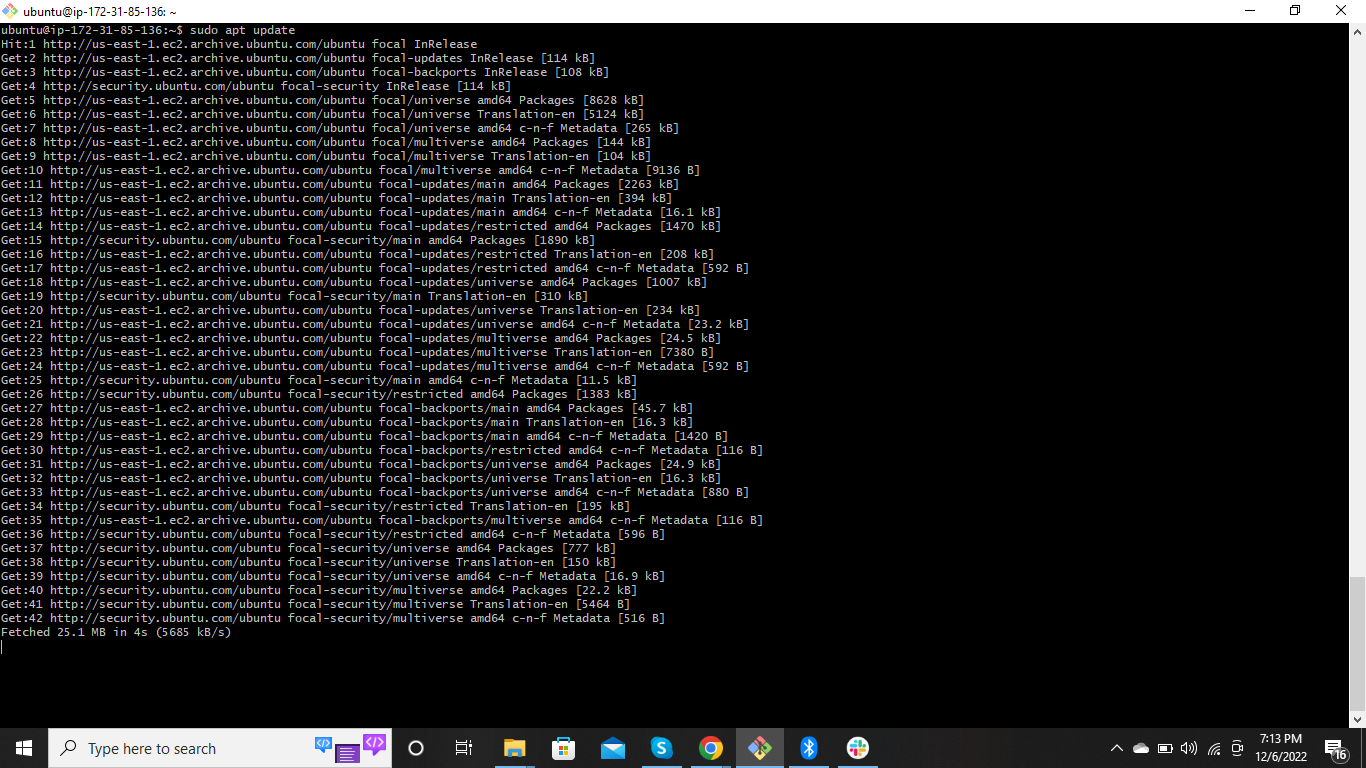 ubuntu@ip-172-31-85-136: ~
ubuntu@ip-172-31-85-136:~$ sudo apt update
Hit:1 http://us-east-1.ec2.archive.ubuntu.com/ubuntu focal InRelease
Get:2 http://us-east-1.ec2.archive.ubuntu.com/ubuntu focal-updates InRelease [114 kB]
Get:3 http://us-east-1.ec2.archive.ubuntu.com/ubuntu focal-backports InRelease [108 kB]
Get:4 http://security.ubuntu.com/ubuntu focal-security InRelease [114 kB]
Get:5 http://us-east-1.ec2.archive.ubuntu.com/ubuntu focal/universe amd64 Packages [8628 kB]
Get:6 http://us-east-1.ec2.archive.ubuntu.com/ubuntu focal/universe Translation-en [5124 kB]
Get:7 http://us-east-1.ec2.archive.ubuntu.com/ubuntu focal/universe amd64 c-n-f Metadata [265 kB]
Get:8 http://us-east-1.ec2.archive.ubuntu.com/ubuntu focal/multiverse amd64 Packages [144 kB]
Get:9 http://us-east-1.ec2.archive.ubuntu.com/ubuntu focal/multiverse Translation-en [104 kB]
Get:10 http://us-east-1.ec2.archive.ubuntu.com/ubuntu focal/multiverse amd64 c-n-f Metadata [9136 B]
Get:11 http://us-east-1.ec2.archive.ubuntu.com/ubuntu focal-updates/main amd64 Packages [2263 kB]
Get:12 http://us-east-1.ec2.archive.ubuntu.com/ubuntu focal-updates/main Translation-en [394 kB]
Get:13 http://us-east-1.ec2.archive.ubuntu.com/ubuntu focal-updates/main amd64 c-n-f Metadata [16.1 kB]
Get:14 http://us-east-1.ec2.archive.ubuntu.com/ubuntu focal-updates/restricted amd64 Packages [1470 kB]
Get:15 http://security.ubuntu.com/ubuntu focal-security/main amd64 Packages [1890 kB]
Get:16 http://us-east-1.ec2.archive.ubuntu.com/ubuntu focal-updates/restricted Translation-en [208 kB]
Get:17 http://us-east-1.ec2.archive.ubuntu.com/ubuntu focal-updates/restricted amd64 c-n-f Metadata [592 B]
Get:18 http://us-east-1.ec2.archive.ubuntu.com/ubuntu focal-updates/universe amd64 Packages [1007 kB]
Get:19 http://security.ubuntu.com/ubuntu focal-security/main Translation-en [310 kB]
Get:20 http://us-east-1.ec2.archive.ubuntu.com/ubuntu focal-updates/universe Translation-en [234 kB]
Get:21 http://us-east-1.ec2.archive.ubuntu.com/ubuntu focal-updates/universe amd64 c-n-f Metadata [23.2 kB]
Get:22 http://us-east-1.ec2.archive.ubuntu.com/ubuntu focal-updates/multiverse amd64 Packages [24.5 kB]
Get:23 http://us-east-1.ec2.archive.ubuntu.com/ubuntu focal-updates/multiverse Translation-en [7380 B]
Get:24 http://us-east-1.ec2.archive.ubuntu.com/ubuntu focal-updates/multiverse amd64 c-n-f Metadata [592 B]
Get:25 http://security.ubuntu.com/ubuntu focal-security/main amd64 c-n-f Metadata [11.5 kB]
Get:26 http://security.ubuntu.com/ubuntu focal-security/restricted amd64 Packages [1383 kB]
Get:27 http://us-east-1.ec2.archive.ubuntu.com/ubuntu focal-backports/main amd64 Packages [45.7 kB]
Get:28 http://us-east-1.ec2.archive.ubuntu.com/ubuntu focal-backports/main Translation-en [16.3 kB]
Get:29 http://us-east-1.ec2.archive.ubuntu.com/ubuntu focal-backports/main amd64 c-n-f Metadata [1420 B]
Get:30 http://us-east-1.ec2.archive.ubuntu.com/ubuntu focal-backports/restricted amd64 c-n-f Metadata [116 B]
Get:31 http://us-east-1.ec2.archive.ubuntu.com/ubuntu focal-backports/universe amd64 Packages [24.9 kB]
Get:32 http://us-east-1.ec2.archive.ubuntu.com/ubuntu focal-backports/universe Translation-en [16.3 kB]
Get:33 http://us-east-1.ec2.archive.ubuntu.com/ubuntu focal-backports/universe amd64 c-n-f Metadata [880 B]
Get:34 http://security.ubuntu.com/ubuntu focal-security/restricted Translation-en [195 kB]
Get:35 http://us-east-1.ec2.archive.ubuntu.com/ubuntu focal-backports/multiverse amd64 c-n-f Metadata [116 B]
Get:36 http://security.ubuntu.com/ubuntu focal-security/restricted amd64 c-n-f Metadata [596 B]
Get:37 http://security.ubuntu.com/ubuntu focal-security/universe amd64 Packages [777 kB]
Get:38 http://security.ubuntu.com/ubuntu focal-security/universe Translation-en [150 kB]
Get:39 http://security.ubuntu.com/ubuntu focal-security/universe amd64 c-n-f Metadata [16.9 kB]
Get:40 http://security.ubuntu.com/ubuntu focal-security/multiverse amd64 Packages [22.2 kB]
Get:41 http://security.ubuntu.com/ubuntu focal-security/multiverse Translation-en [5464 B]
Get:42 http://security.ubuntu.com/ubuntu focal-security/multiverse amd64 c-n-f Metadata [516 B]
Fetched 25.1 MB in 4s (5685 kB/s)
Type here to search
7:13 PM
12/6/2022
16